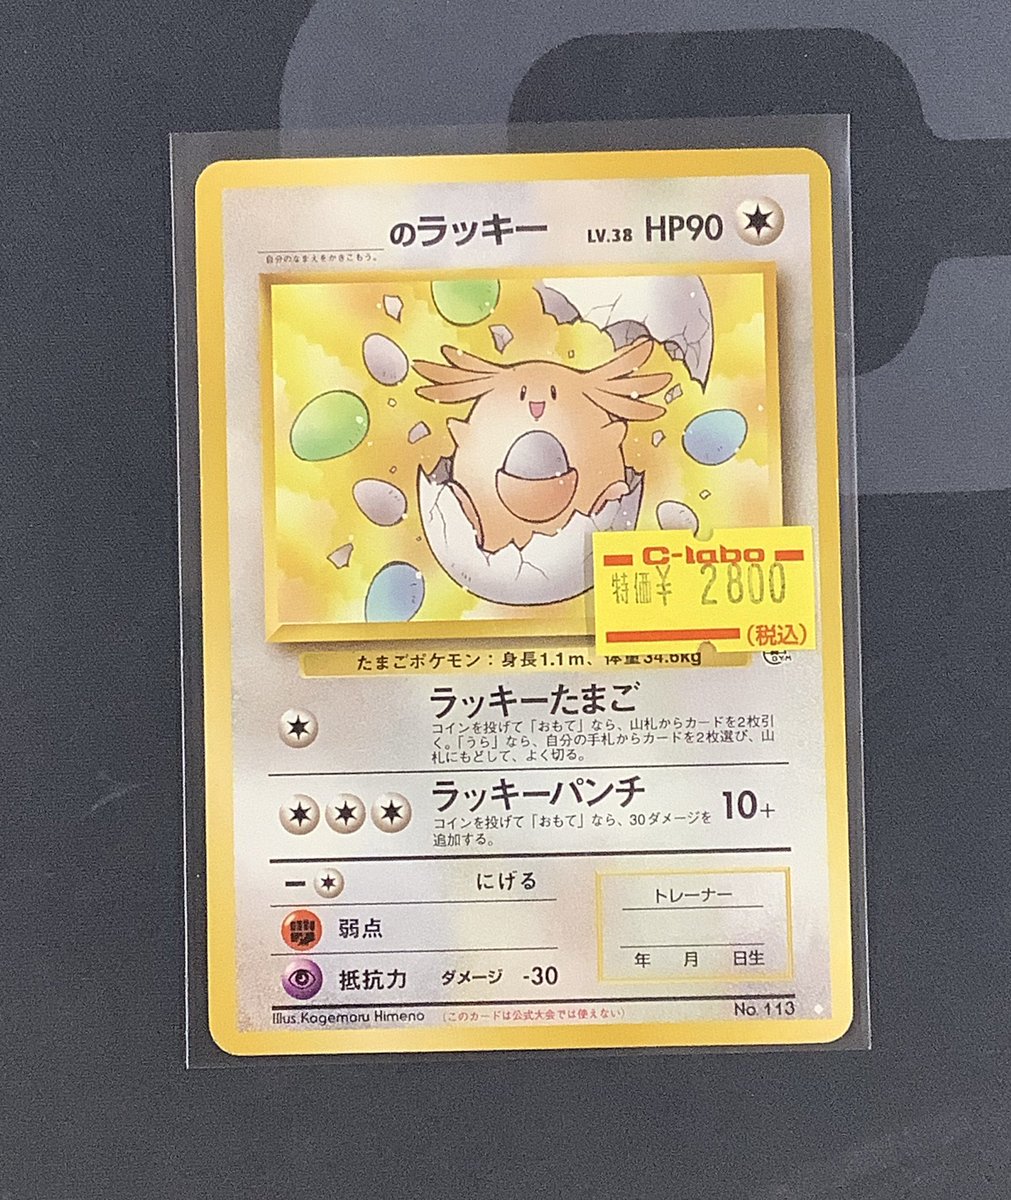 のラッキー LV.38 HP90
自分のなまえをかきこもう。
C-labo
特価¥ 2800
(税込)
たまごポケモン：身長1.1m、体重34.6kg
ラッキーたまご
コインを投げて「おもて」なら、山札からカードを2枚引
く。「うら」なら、自分の手札からカードを2枚選び、山
札にもどして、よく切る。
ラッキーパンチ 10+
コインを投げて「おもて」なら、30ダメージを
追加する。
にげる
弱点
抵抗力 ダメージ -30
トレーナー
年 月 日生
Illus.Kagemaru Himeno (このカードは公式大会では使えない) No. 113